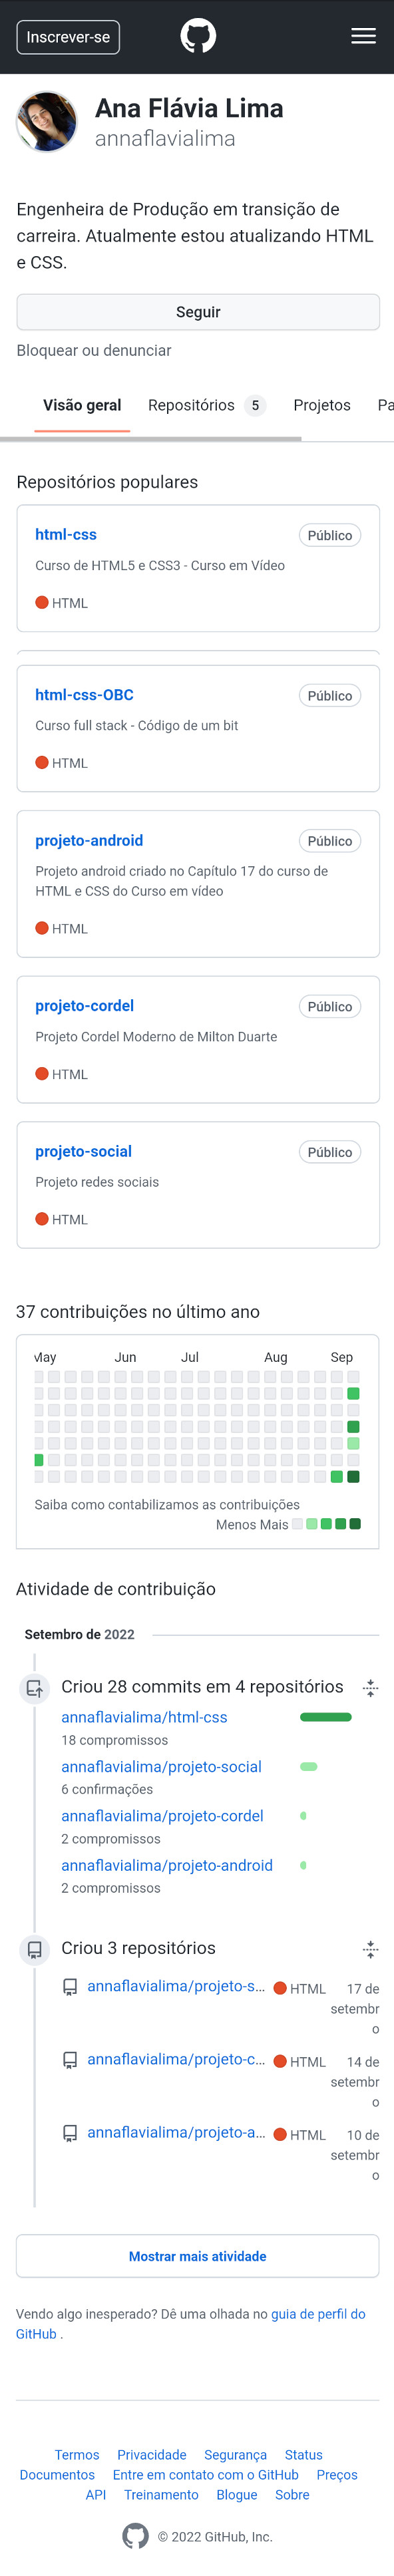 Inscrever-se
Ana Flávia Lima
annaflavialima
Engenheira de Produção em transição de
carreira. Atualmente estou atualizando HTML
e CSS.
Seguir
Bloquear ou denunciar
Visão geral Repositórios 5 Projetos Pa
Repositórios populares
html-css Público
Curso de HTML5 e CSS3 - Curso em Vídeo
HTML
html-css-OBC Público
Curso full stack - Código de um bit
HTML
projeto-android Público
Projeto android criado no Capítulo 17 do curso de
HTML e CSS do Curso em vídeo
HTML
projeto-cordel Público
Projeto Cordel Moderno de Milton Duarte
HTML
projeto-social Público
Projeto redes sociais
HTML
37 contribuições no último ano
May Jun Jul Aug Sep
Saiba como contabilizamos as contribuições
Menos Mais
Atividade de contribuição
Setembro de 2022
Criou 28 commits em 4 repositórios
annaflavialima/html-css
18 compromissos
annaflavialima/projeto-social
6 confirmações
annaflavialima/projeto-cordel
2 compromissos
annaflavialima/projeto-android
2 compromissos
Criou 3 repositórios
annaflavialima/projeto-s... HTML 17 de
setembr
o
annaflavialima/projeto-c... HTML 14 de
setembr
o
annaflavialima/projeto-a... HTML 10 de
setembr
o
Mostrar mais atividade
Vendo algo inesperado? Dê uma olhada no guia de perfil do
GitHub .
Termos Privacidade Segurança Status
Documentos Entre em contato com o GitHub Preços
API Treinamento Blogue Sobre
© 2022 GitHub, Inc.